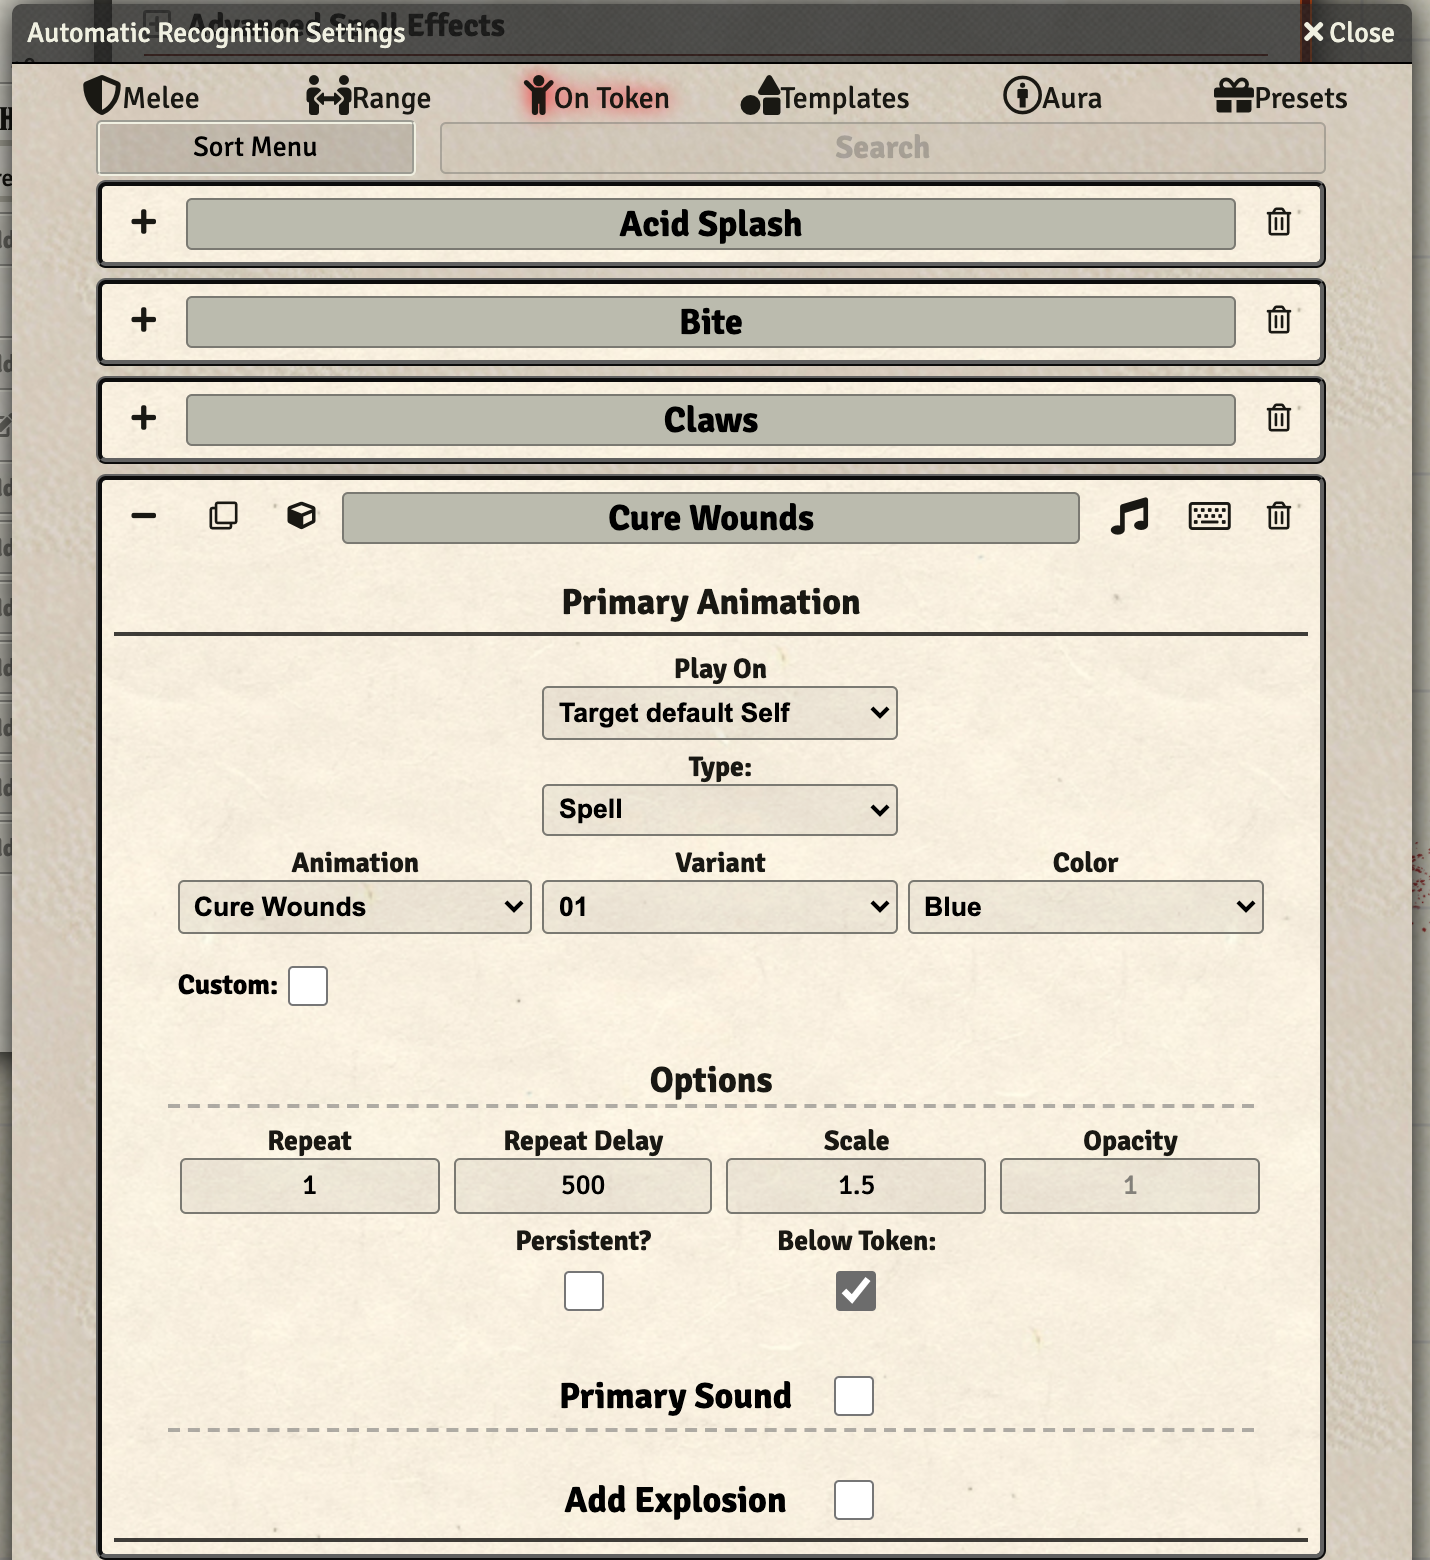 Advanced Spell Effects
Automatic Recognition Settings
Close
Melee
Range
On Token
Templates
Aura
Presets
Sort Menu
Search
Acid Splash
Bite
Claws
Cure Wounds
Primary Animation
Play On
Target default Self
Type:
Spell
Animation Variant Color
Cure Wounds 01 Blue
Custom:
Options
Repeat Repeat Delay Scale Opacity
1 500 1.5 1
Persistent? Below Token:
Primary Sound
Add Explosion